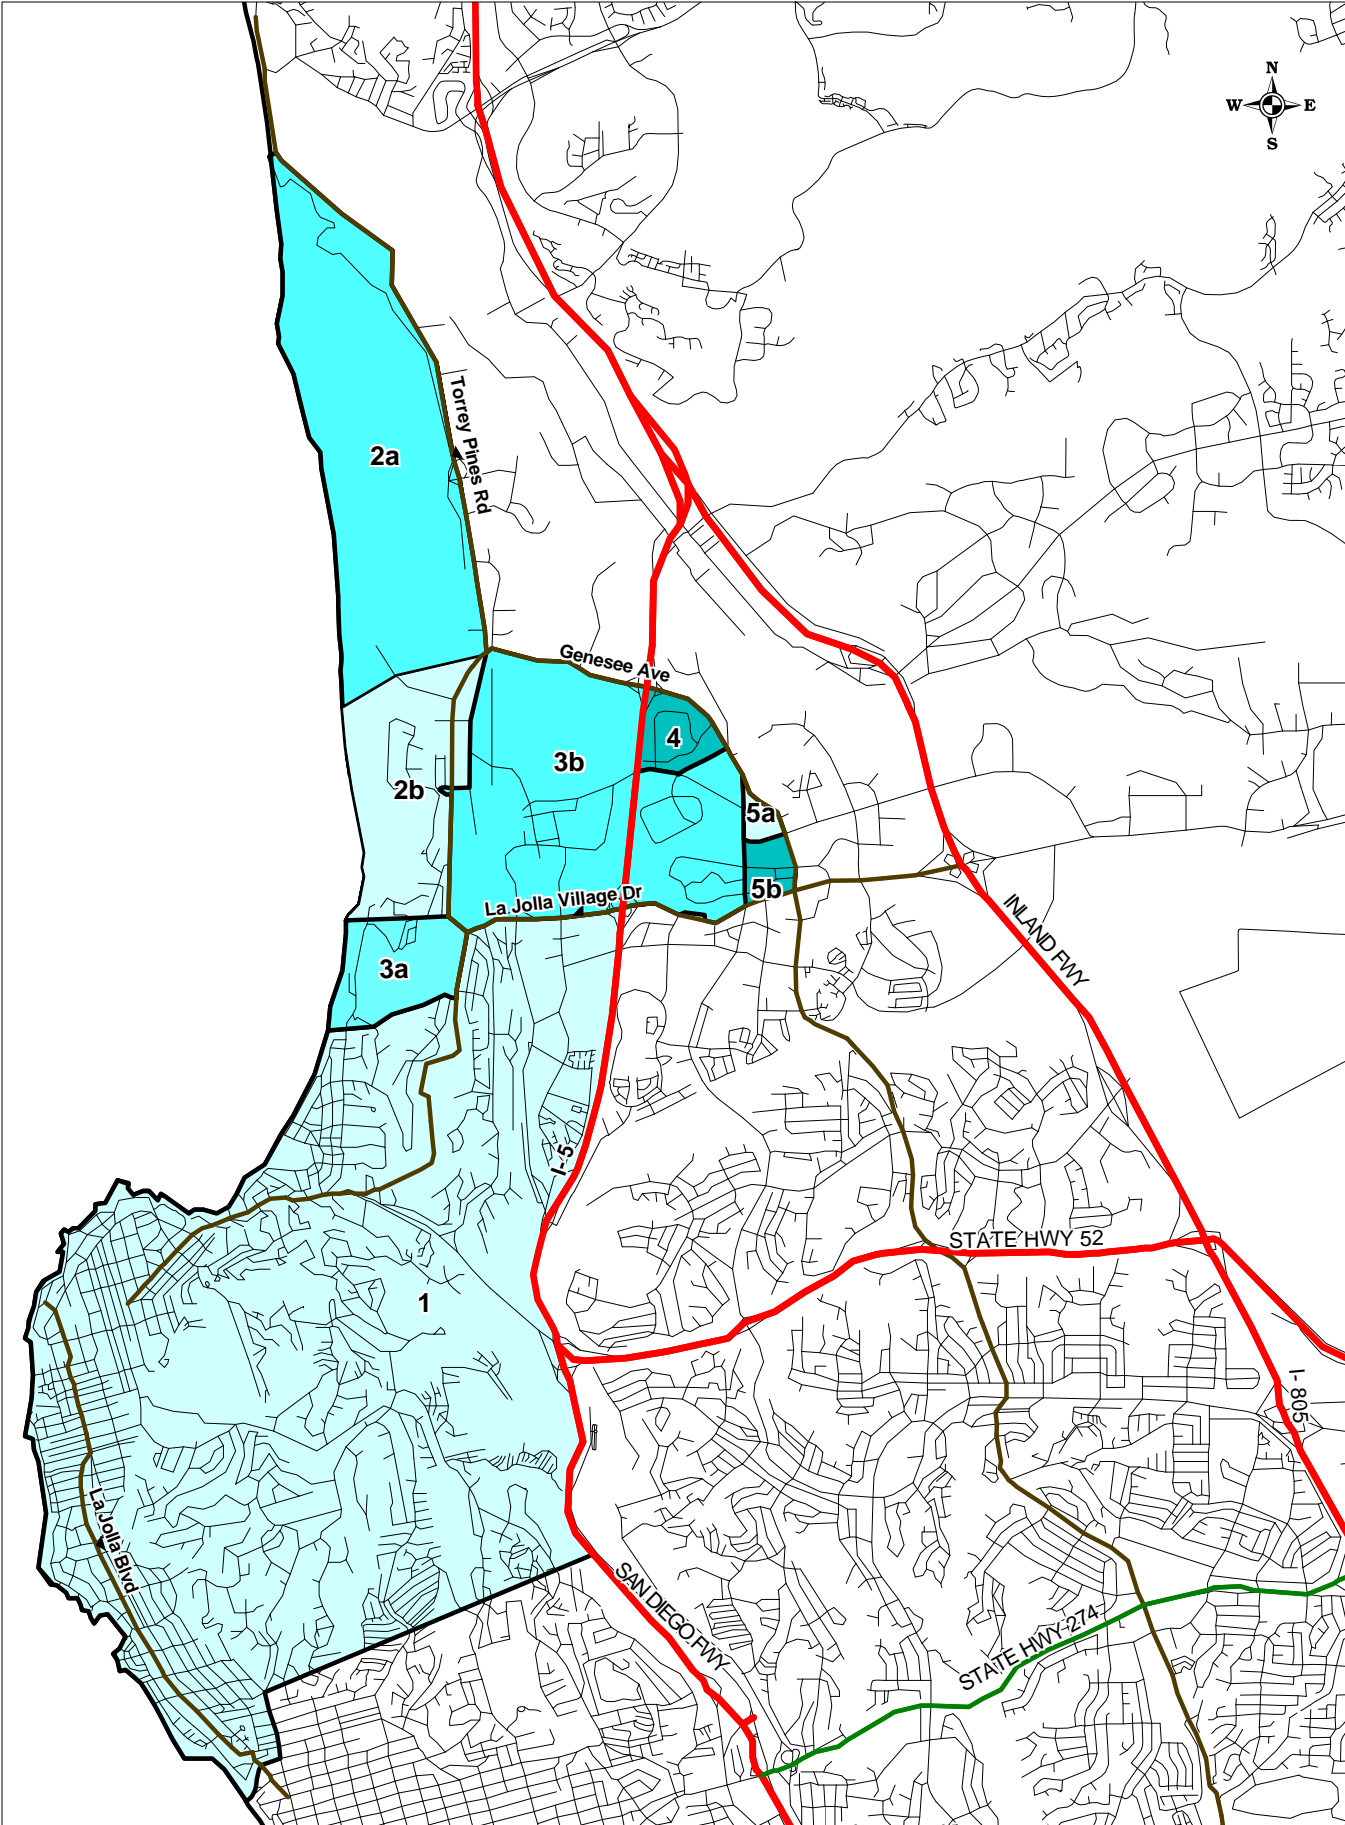 N
W E
S
Torrey Pines Rd
2a
Genesee Ave
4
3b
2b
5a
5b
La Jolla Village Dr
INLAND FWY
3a
I-5
STATE HWY 52
1
I-805
La Jolla Blvd
SAN DIEGO FWY
STATE HWY 274